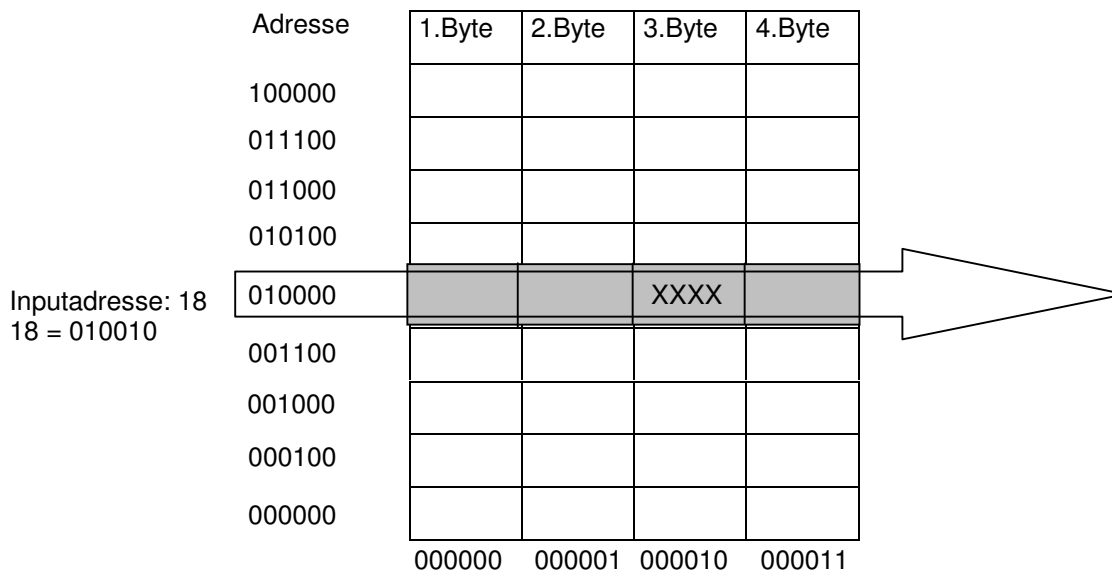 Adresse 1.Byte 2.Byte 3.Byte 4.Byte
100000
011100
011000
010100
Inputadresse: 18 010000 XXXX
18 = 010010
001100
001000
000100
000000
000000 000001 000010 000011